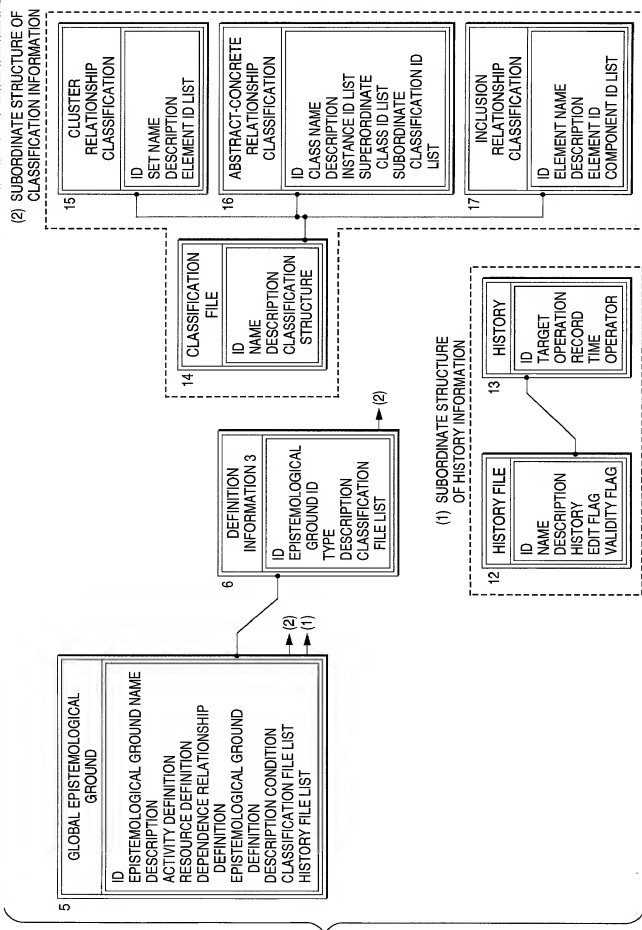 5
GLOBAL EPISTEMOLOGICAL
GROUND
ID
EPISTEMOLOGICAL GROUND NAME
DESCRIPTION
ACTIVITY DEFINITION
RESOURCE DEFINITION
DEPENDENCE RELATIONSHIP
DEFINITION
EPISTEMOLOGICAL GROUND
DEFINITION
DESCRIPTION CONDITION
CLASSIFICATION FILE LIST
HISTORY FILE LIST
(2)
(1)
6
DEFINITION
INFORMATION 3
ID
EPISTEMOLOGICAL
GROUND ID
TYPE
DESCRIPTION
CLASSIFICATION
FILE LIST
(2)
(1) SUBORDINATE STRUCTURE
OF HISTORY INFORMATION
12
HISTORY FILE
ID
NAME
DESCRIPTION
HISTORY
EDIT FLAG
VALIDITY FLAG
13
HISTORY
ID
TARGET
OPERATION
RECORD
TIME
OPERATOR
(2) SUBORDINATE STRUCTURE OF
CLASSIFICATION INFORMATION
14
CLASSIFICATION
FILE
ID
NAME
DESCRIPTION
CLASSIFICATION
STRUCTURE
15
CLUSTER
RELATIONSHIP
CLASSIFICATION
ID
SET NAME
DESCRIPTION
ELEMENT ID LIST
16
ABSTRACT-CONCRETE
RELATIONSHIP
CLASSIFICATION
ID
CLASS NAME
DESCRIPTION
INSTANCE ID LIST
SUPERORDINATE
CLASS ID LIST
SUBORDINATE
CLASSIFICATION ID
LIST
17
INCLUSION
RELATIONSHIP
CLASSIFICATION
ID
ELEMENT NAME
DESCRIPTION
ELEMENT ID
COMPONENT ID LIST